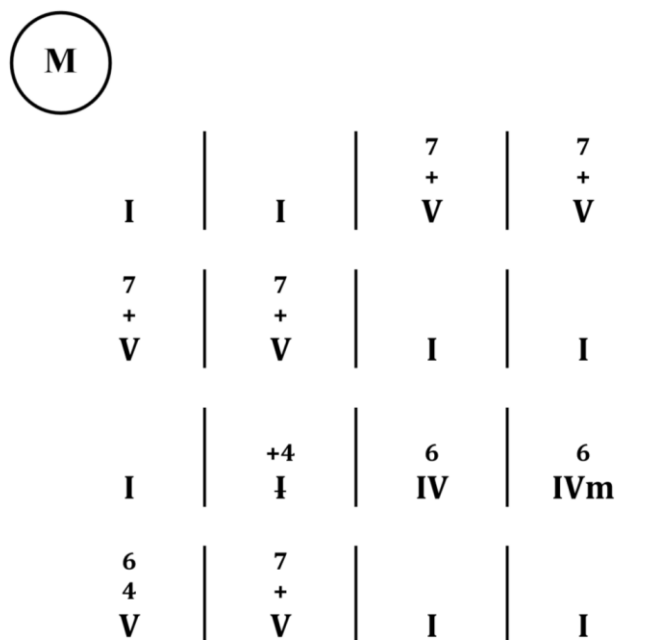 M
7 7
+ +
I I V V
7 7
+ +
V V I I
+4 6 6
I Ɨ IV IVm
6 7
4 +
V V I I